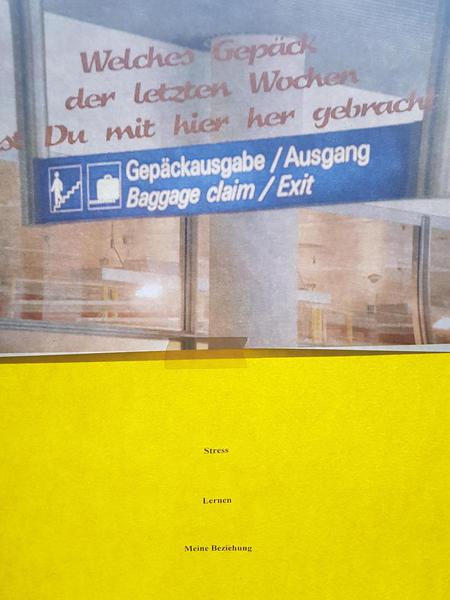 Welches Gepäck
der letzten Wochen
st Du mit hier her gebracht
Gepäckausgabe / Ausgang
Baggage claim / Exit
Stress
Lernen
Meine Beziehung